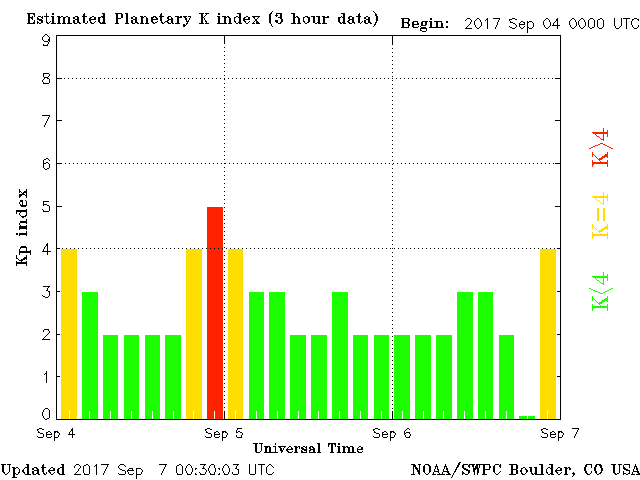 Estimated Planetary K index (3 hour data) Begin: 2017 Sep 04 0000 UTC
9
8
7
6
5
4
3
2
1
0
Kp index
K>4
K=4
K<4
Sep 4 Sep 5 Sep 6 Sep 7
Universal Time
Updated 2017 Sep 7 00:30:03 UTC NOAA/SWPC Boulder, CO USA